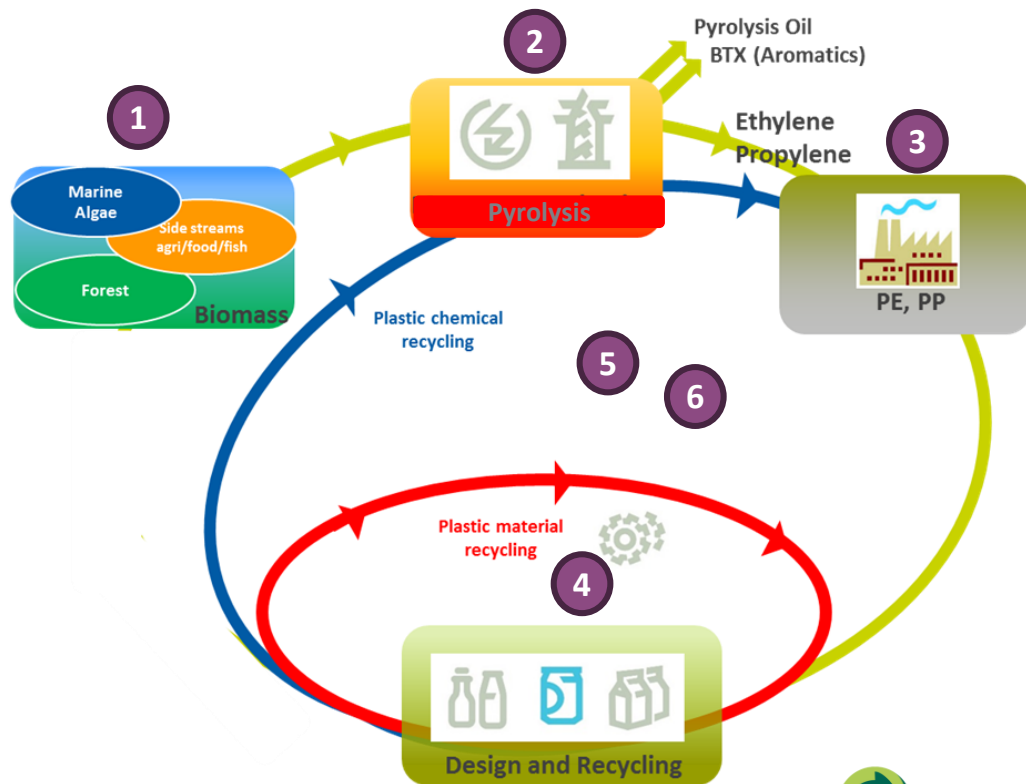 Pyrolysis Oil
BTX (Aromatics)
2
1
Ethylene
Propylene
3
Marine
Algae
Side streams
agri/food/fish
Forest
Biomass
Pyrolysis
PE, PP
Plastic chemical
recycling
5
6
Plastic material
recycling
4
Design and Recycling